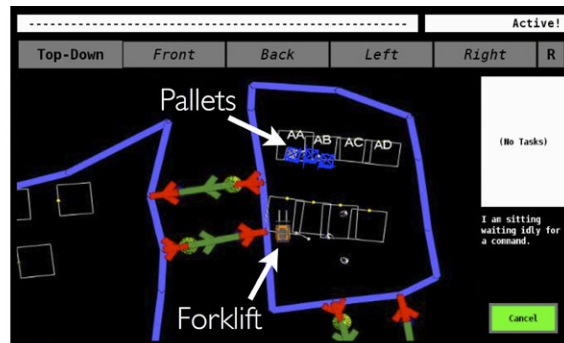 Active!
Top-Down Front Back Left Right R
Pallets
AA AB AC AD
(No Tasks)
I am sitting
waiting idly for
a command.
Forklift
Cancel